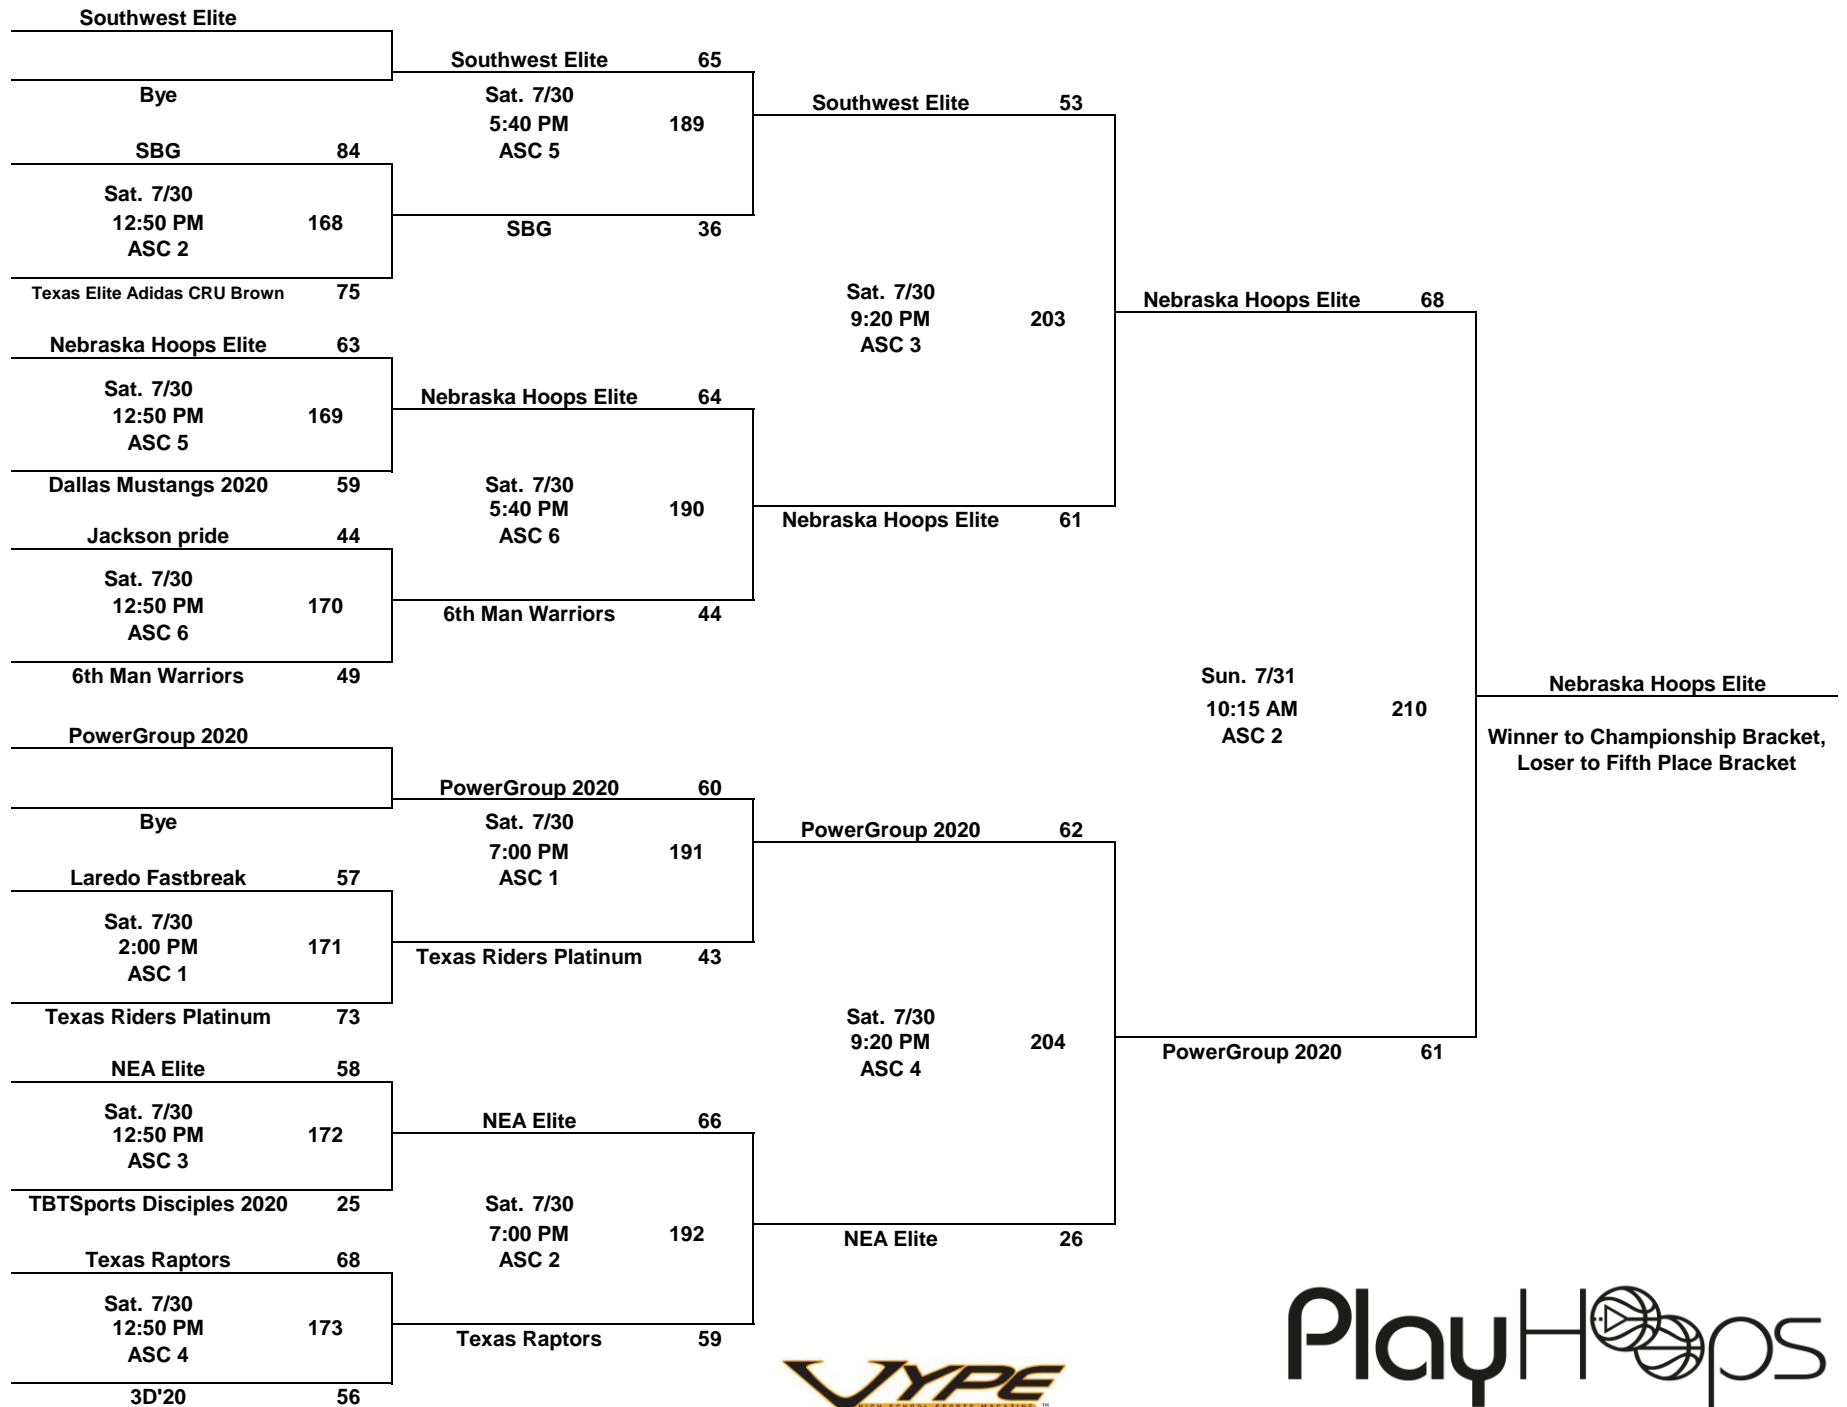 Southwest Elite
Bye
SBG 84
Sat. 7/30
12:50 PM 168
ASC 2
Texas Elite Adidas CRU Brown 75
Nebraska Hoops Elite 63
Sat. 7/30
12:50 PM 169
ASC 5
Dallas Mustangs 2020 59
Jackson pride 44
Sat. 7/30
12:50 PM 170
ASC 6
6th Man Warriors 49
PowerGroup 2020
Bye
Laredo Fastbreak 57
Sat. 7/30
2:00 PM 171
ASC 1
Texas Riders Platinum 73
NEA Elite 58
Sat. 7/30
12:50 PM 172
ASC 3
TBTSports Disciples 2020 25
Texas Raptors 68
Sat. 7/30
12:50 PM 173
ASC 4
3D'20 56
Southwest Elite 65
Sat. 7/30
5:40 PM 189
ASC 5
SBG 36
Nebraska Hoops Elite 64
Sat. 7/30
5:40 PM 190
ASC 6
6th Man Warriors 44
PowerGroup 2020 60
Sat. 7/30
7:00 PM 191
ASC 1
Texas Riders Platinum 43
NEA Elite 66
Sat. 7/30
7:00 PM 192
ASC 2
Texas Raptors 59
Southwest Elite 53
Sat. 7/30
9:20 PM 203
ASC 3
Nebraska Hoops Elite 61
PowerGroup 2020 62
Sat. 7/30
9:20 PM 204
ASC 4
NEA Elite 26
Nebraska Hoops Elite 68
Sun. 7/31
10:15 AM 210
ASC 2
PowerGroup 2020 61
Nebraska Hoops Elite
Winner to Championship Bracket,
Loser to Fifth Place Bracket
VYPE
HIGH SCHOOL SPORTS MAGAZINE ™
PlayHoops